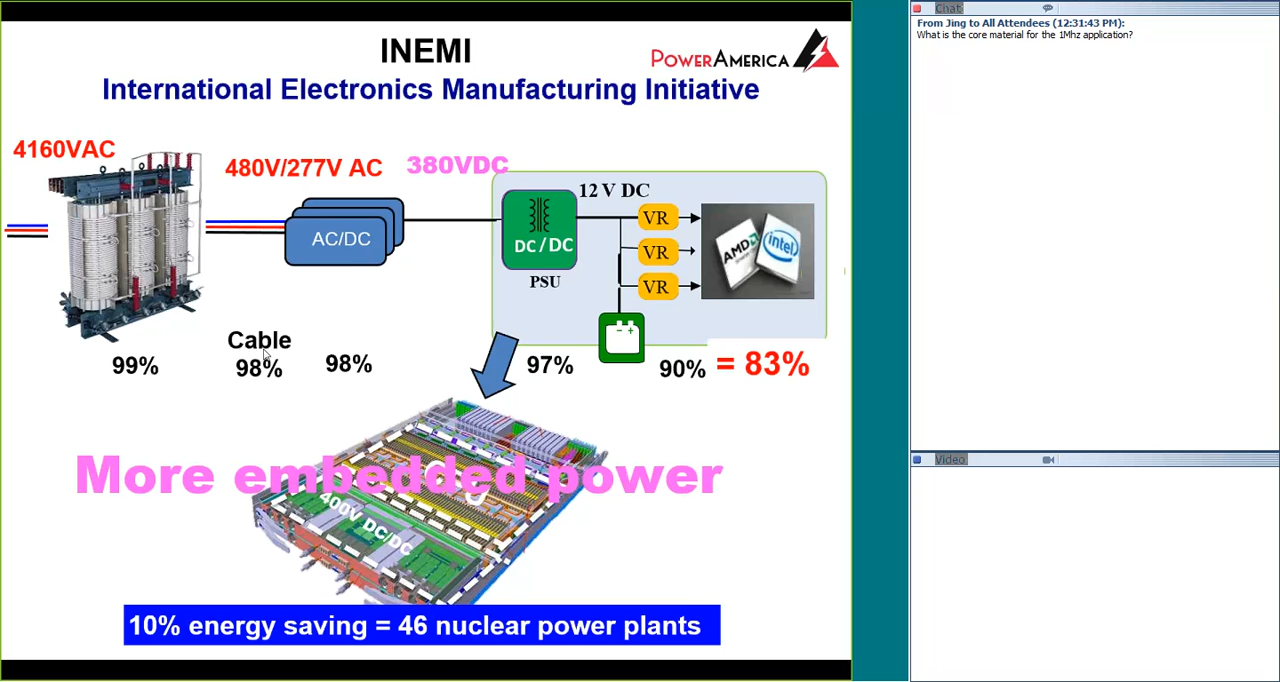 INEMI
POWERAMERICA
International Electronics Manufacturing Initiative
4160VAC
480V/277V AC
380VDC
12 V DC
AC/DC
DC / DC
PSU
VR
VR
VR
AMD
intel
Cable
99%
98%
98%
97%
90%
= 83%
More embedded power
400V DC/DC
10% energy saving = 46 nuclear power plants
Chat
From Jing to All Attendees (12:31:43 PM):
What is the core material for the 1Mhz application?
Video